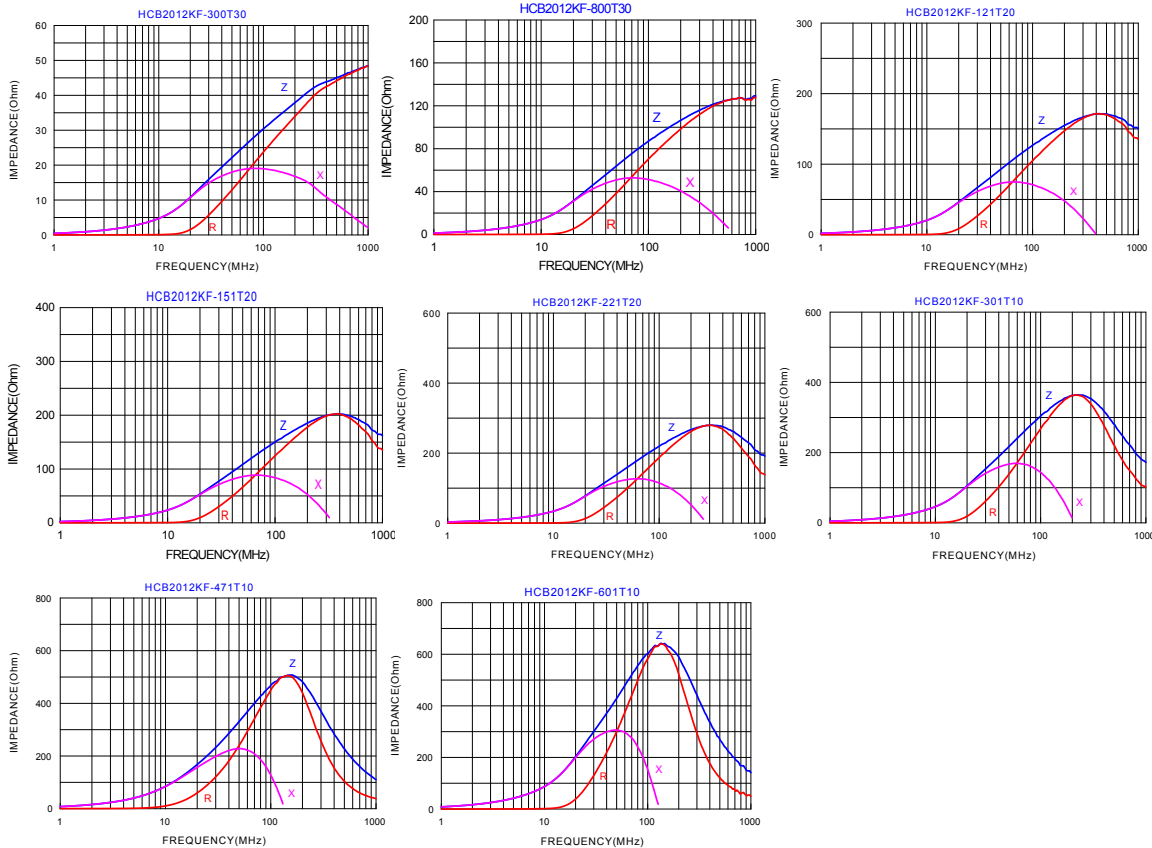 HCB2012KF-300T30
60
50
40
30
20
10
0
IMPEDANCE(Ohm)
Z
X
R
1
10
100
1000
FREQUENCY(MHz)
HCB2012KF-800T30
200
160
120
80
40
0
IMPEDANCE(Ohm)
Z
X
R
1
10
100
1000
FREQUENCY(MHz)
HCB2012KF-121T20
300
200
100
0
IMPEDANCE(Ohm)
Z
X
R
1
10
100
1000
FREQUENCY(MHz)
HCB2012KF-151T20
400
300
200
100
0
IMPEDANCE(Ohm)
Z
X
R
1
10
100
1000
FREQUENCY(MHz)
HCB2012KF-221T20
600
400
200
0
IMPEDANCE(Ohm)
Z
X
R
1
10
100
1000
FREQUENCY(MHz)
HCB2012KF-301T10
600
400
200
0
IMPEDANCE(Ohm)
Z
X
R
1
10
100
1000
FREQUENCY(MHz)
HCB2012KF-471T10
800
600
400
200
0
IMPEDANCE(Ohm)
Z
X
R
1
10
100
1000
FREQUENCY(MHz)
HCB2012KF-601T10
800
600
400
200
0
IMPEDANCE(Ohm)
Z
X
R
1
10
100
1000
FREQUENCY(MHz)